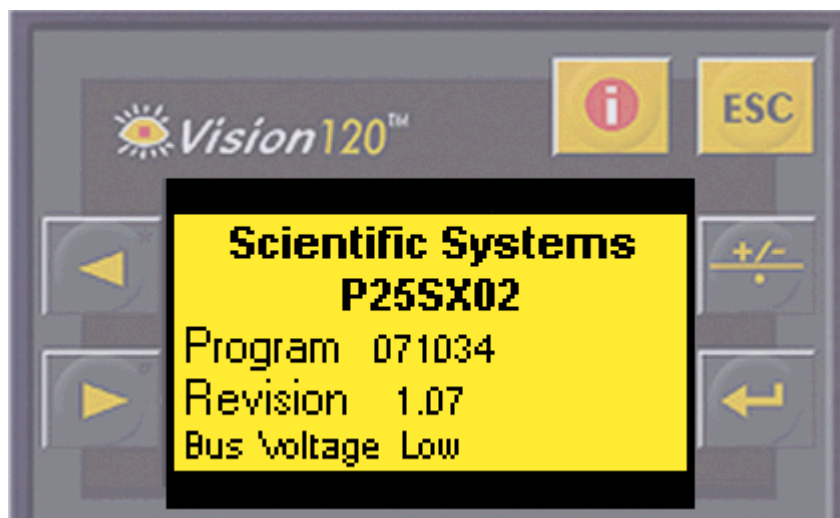 Vision120™
i
ESC
+/-
Scientific Systems
P25SX02
Program 071034
Revision 1.07
Bus Voltage Low